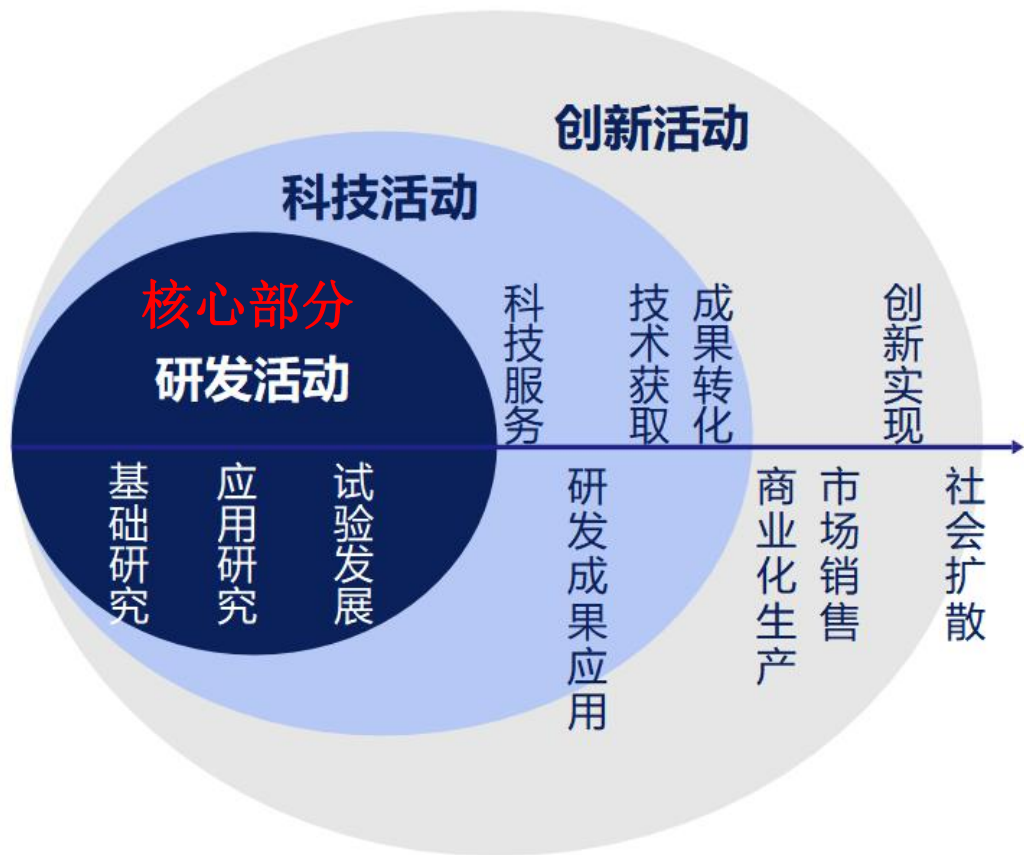 创新活动
科技活动
核心部分
研发活动
科技服务
技术获取
成果转化
创新实现
基础研究
应用研究
试验发展
研发成果应用
商业化生产
市场销售
社会扩散